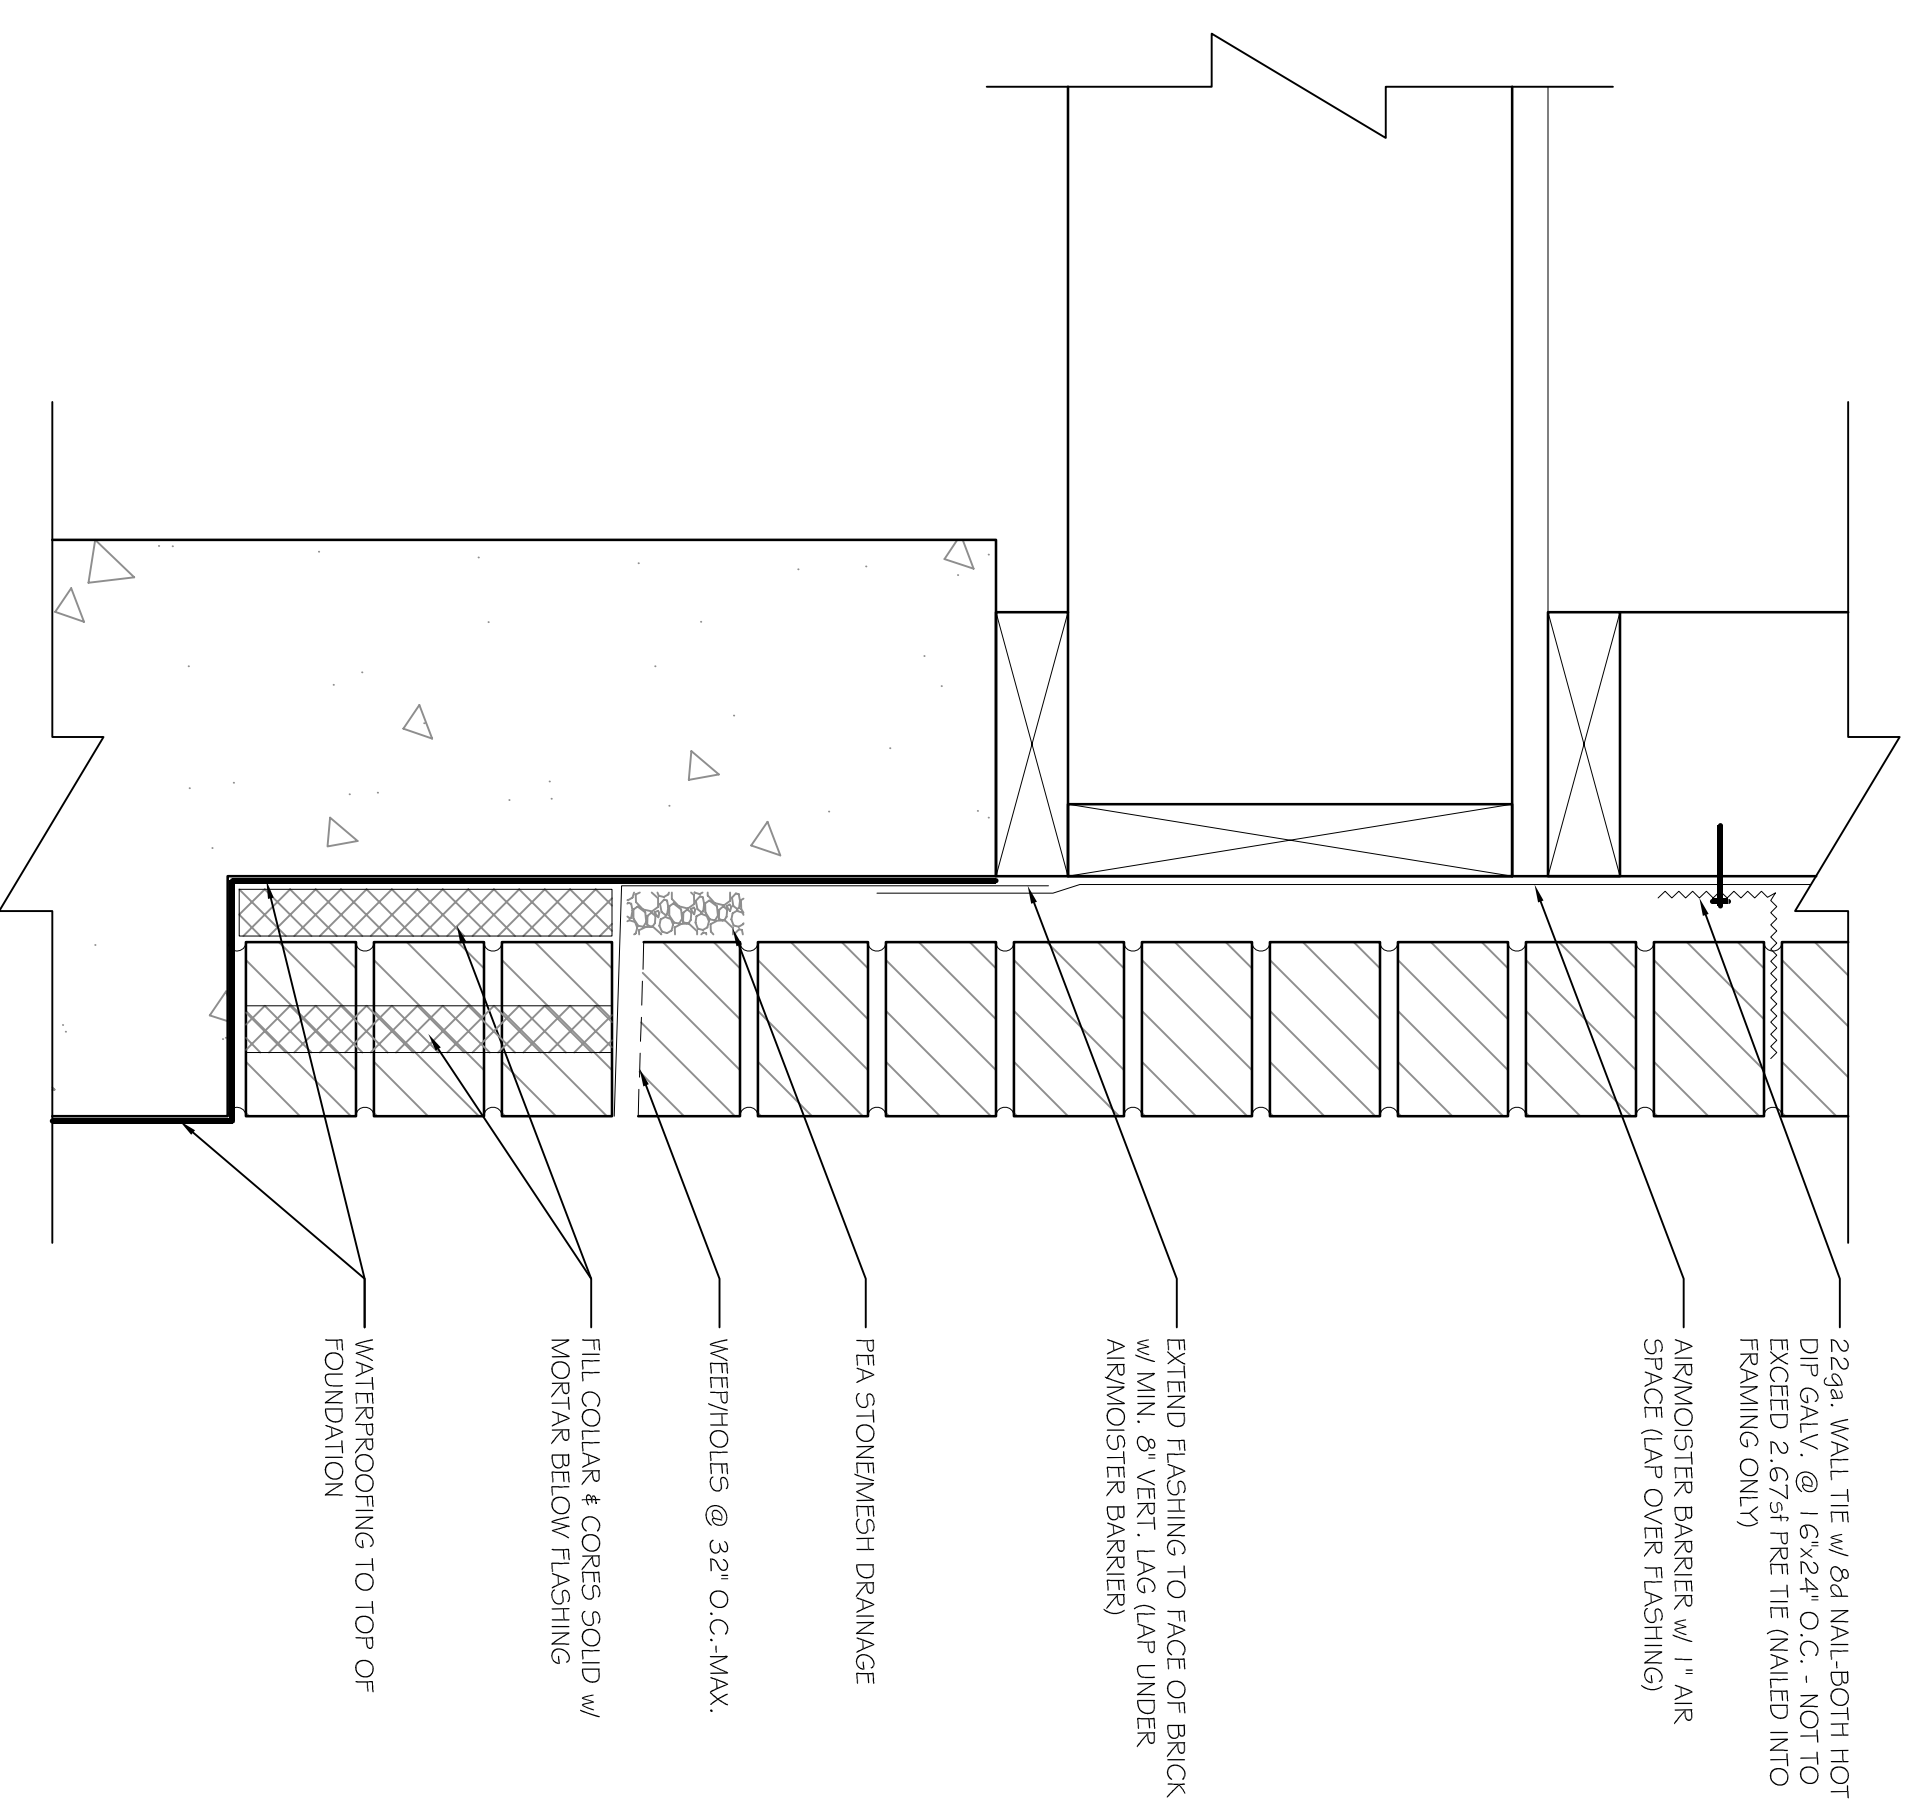 22ga. WALL TIE w/ 8d NAIL-BOTH HOT
DIP GALV. @ 16"x24" O.C. - NOT TO
EXCEED 2.67sf PRE TIE (NAILED INTO
FRAMING ONLY)
AIR/MOISTER BARRIER w/ 1" AIR
SPACE (LAP OVER FLASHING)
EXTEND FLASHING TO FACE OF BRICK
w/ MIN. 8" VERT. LAG (LAP UNDER
AIR/MOISTER BARRIER)
PEA STONE/MESH DRAINAGE
WEEP/HOLES @ 32" O.C.-MAX.
FILL COLLAR & CORES SOLID w/
MORTAR BELOW FLASHING
WATERPROOFING TO TOP OF
FOUNDATION